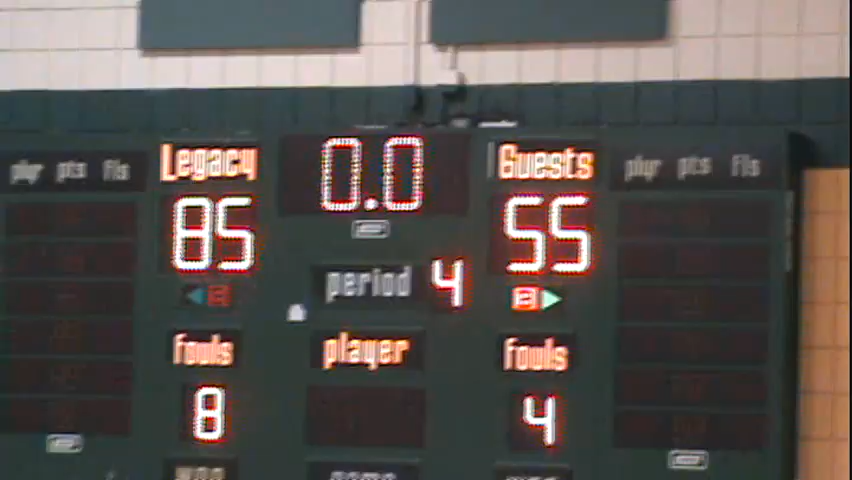 plyr pts fls Legacy 0.0 Guests plyr pts fls
85 55
period 4
fouls player fouls
8 4